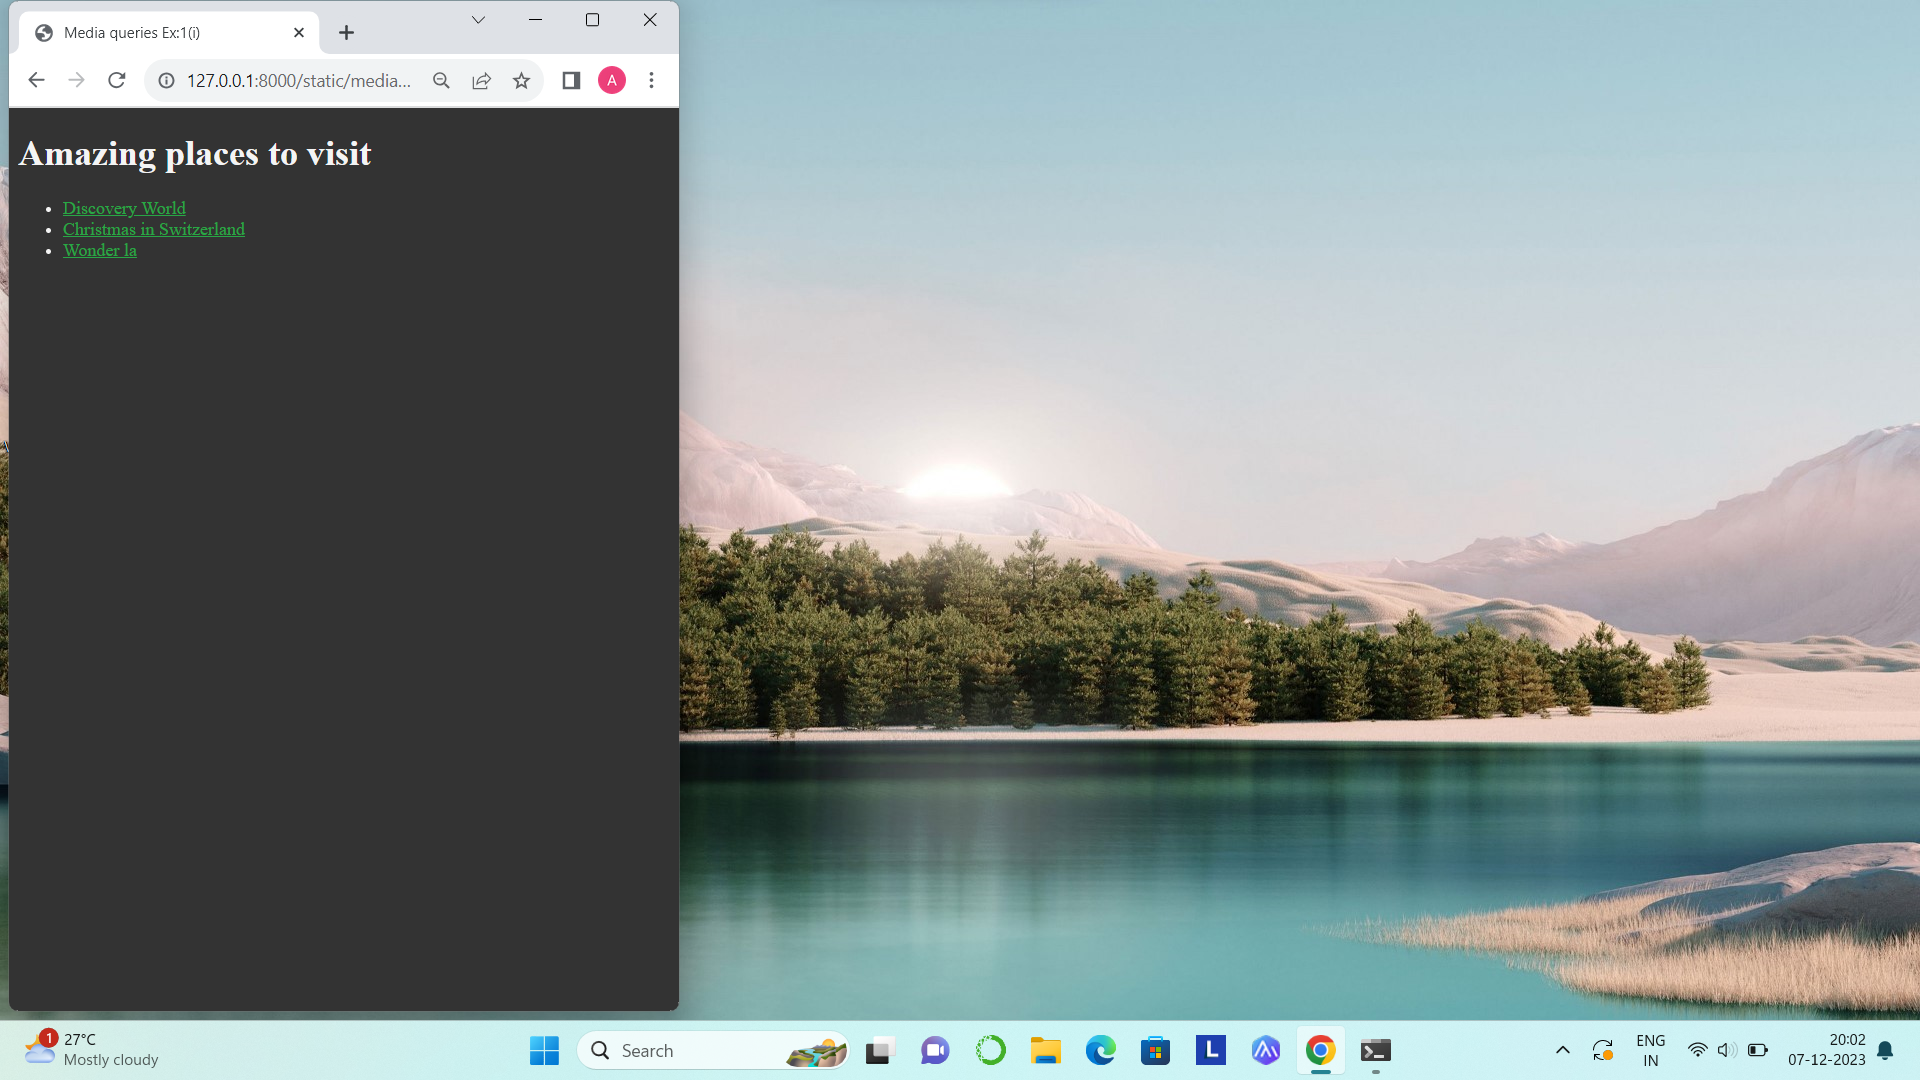 Media queries Ex:1(i)
127.0.0.1:8000/static/media...
A
Amazing places to visit
Discovery World
Christmas in Switzerland
Wonder la
1
27°C
Mostly cloudy
Search
L
ENG
IN
20:02
07-12-2023